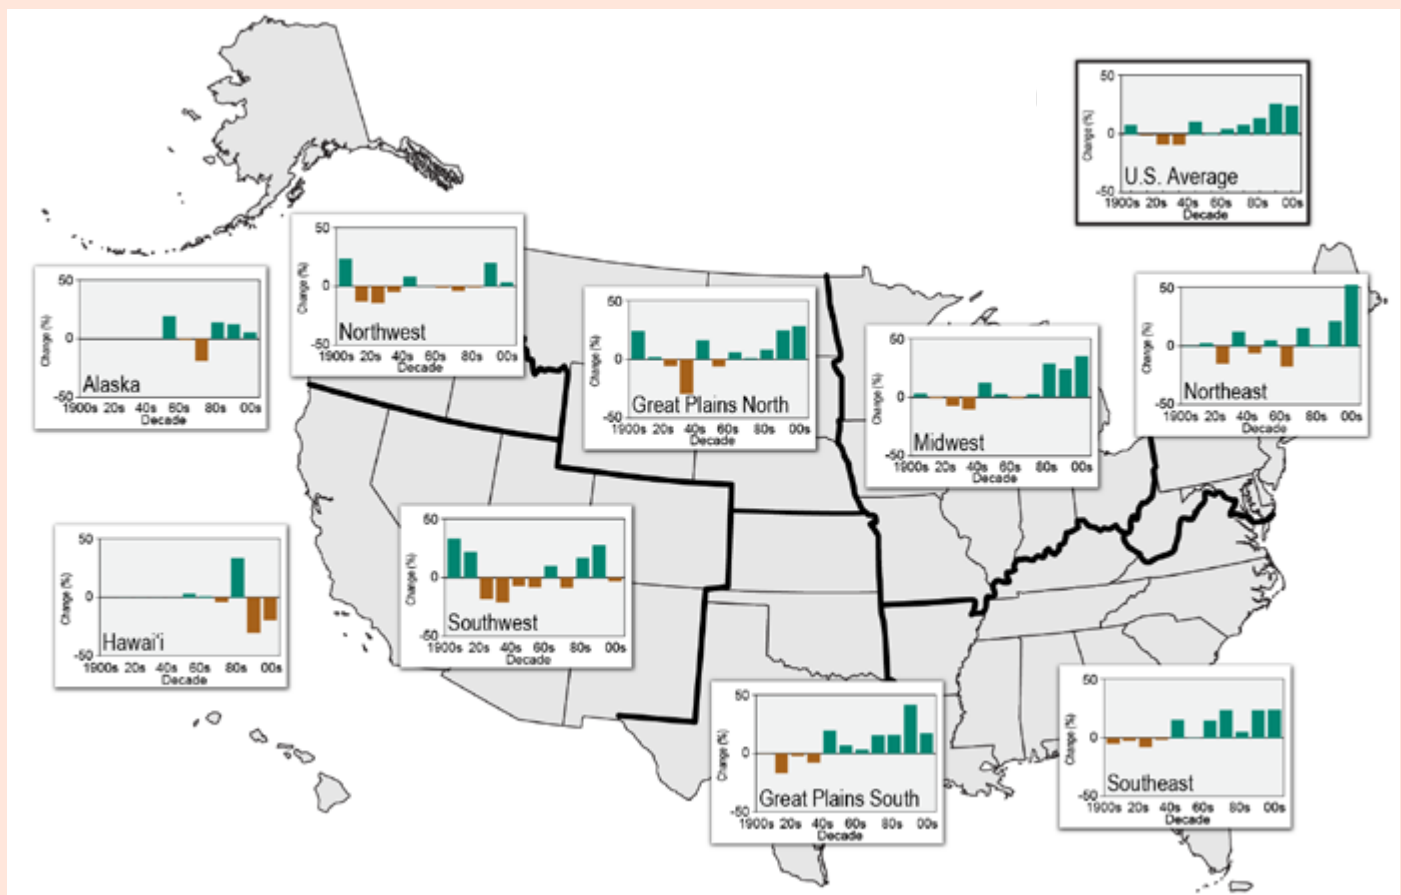 50
Change (%)
0
U.S. Average
-50
1900s 20s 40s 60s 80s 00s
Decade
50
Change (%)
0
Northwest
-50
1900s 20s 40s 60s 80s 00s
Decade
50
Change (%)
0
Alaska
-50
1900s 20s 40s 60s 80s 00s
Decade
50
Change (%)
0
Great Plains North
-50
1900s 20s 40s 60s 80s 00s
Decade
50
Change (%)
0
Midwest
-50
1900s 20s 40s 60s 80s 00s
Decade
50
Change (%)
0
Northeast
-50
1900s 20s 40s 60s 80s 00s
Decade
50
Change (%)
0
Hawai'i
-50
1900s 20s 40s 60s 80s 00s
Decade
50
Change (%)
0
Southwest
-50
1900s 20s 40s 60s 80s 00s
Decade
50
Change (%)
0
Great Plains South
-50
1900s 20s 40s 60s 80s 00s
Decade
50
Change (%)
0
Southeast
-50
1900s 20s 40s 60s 80s 00s
Decade